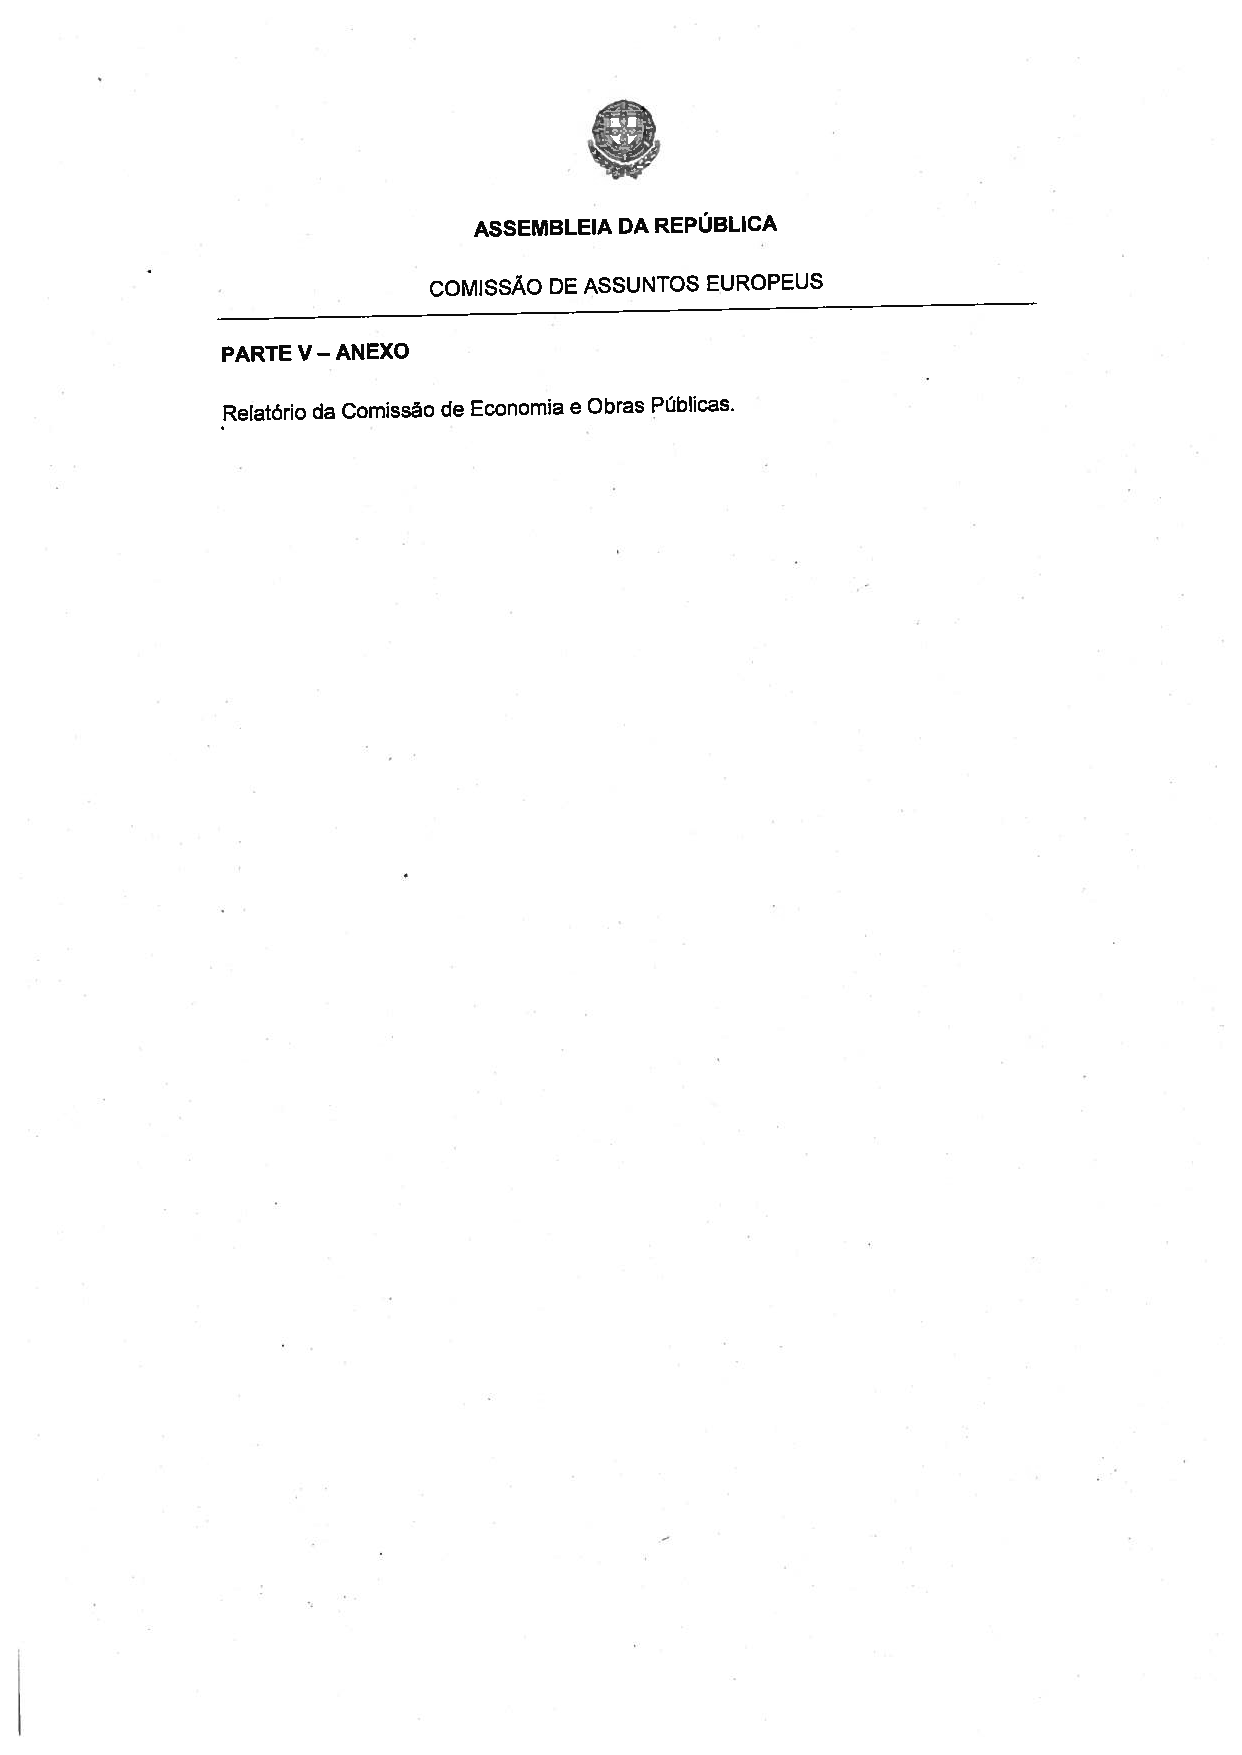 ASSEMBLEIA DA REPÚBLICA
COMISSÃO DE ASSUNTOS EUROPEUS
PARTE V – ANEXO
Relatório da Comissão de Economia e Obras Públicas.